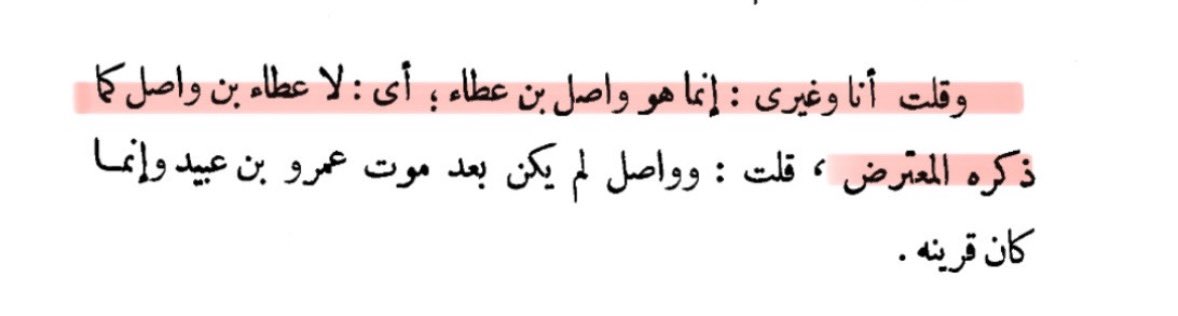 وقلت أنا وغيرى : إنما هو واصل بن عطاء ؛ أى : لا عطاء بن واصل كما
ذكره المعترض ، قلت : وواصل لم يكن بعد موت عمرو بن عبيد وإنمـا
كان قرينه .